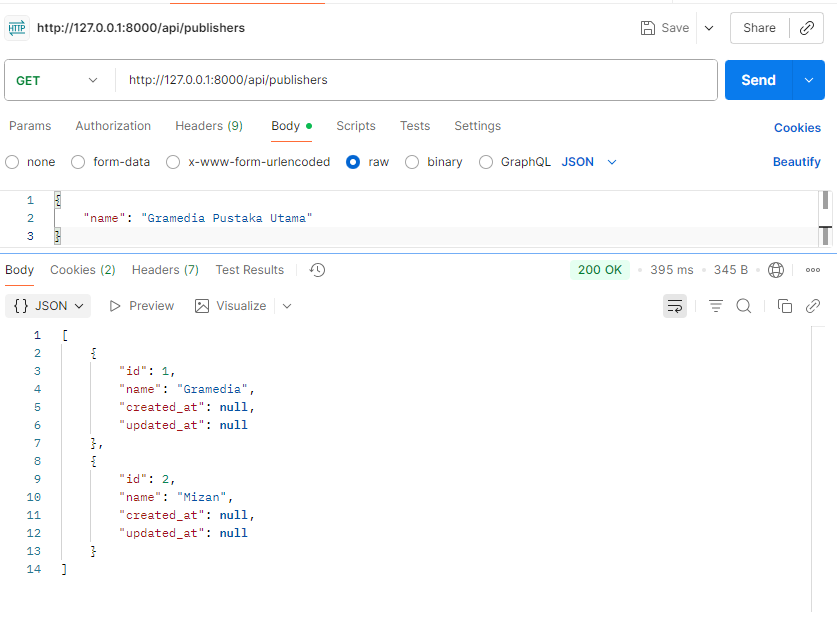 HTTP http://127.0.0.1:8000/api/publishers Save Share
GET http://127.0.0.1:8000/api/publishers Send
Params Authorization Headers (9) Body Scripts Tests Settings Cookies
none form-data x-www-form-urlencoded raw binary GraphQL JSON Beautify
1 {
2 "name": "Gramedia Pustaka Utama"
3 }
Body Cookies (2) Headers (7) Test Results 200 OK 395 ms 345 B
{} JSON Preview Visualize
1 [
2 {
3 "id": 1,
4 "name": "Gramedia",
5 "created_at": null,
6 "updated_at": null
7 },
8 {
9 "id": 2,
10 "name": "Mizan",
11 "created_at": null,
12 "updated_at": null
13 }
14 ]